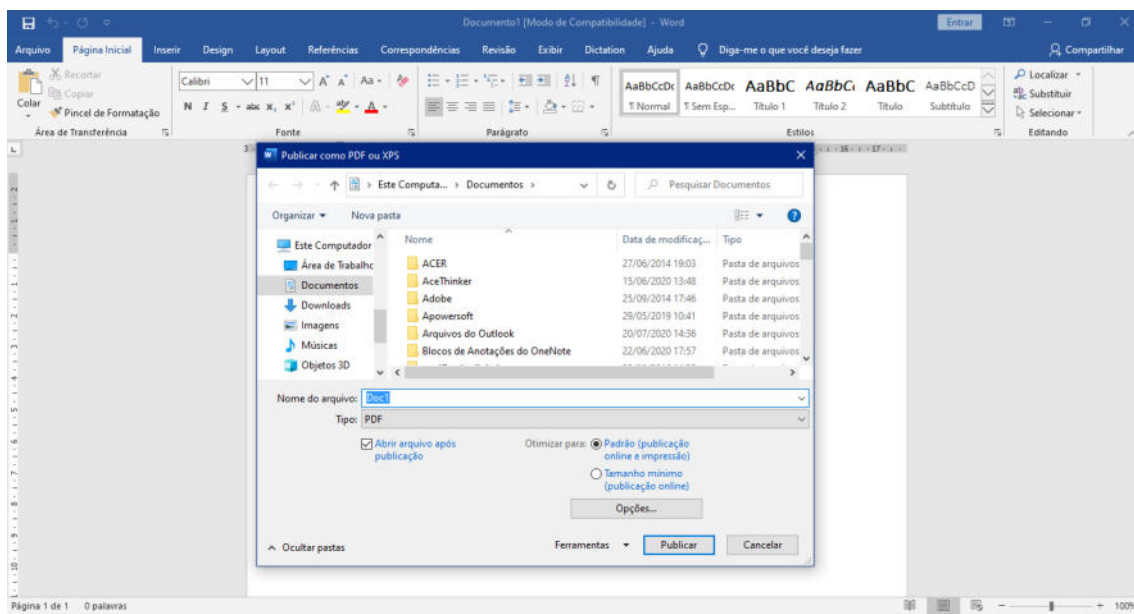 Documento1 [Modo de Compatibilidade] - Word
Entrar
Arquivo Página Inicial Inserir Design Layout Referências Correspondências Revisão Exibir Dictation Ajuda Diga-me o que você deseja fazer Compartilhar
Colar
Recortar
Copiar
Pincel de Formatação
Área de Transferência
Calibri 11 Aa
N I S abc x, x' A aby A
Fonte
Parágrafo
AaBbCcDc AaBbCcDc AaBbC AaBbC AaBbC AaBbCcD
¶ Normal ¶ Sem Esp... Título 1 Título 2 Título Subtítulo
Estilos
Localizar
Substituir
Selecionar
Editando
Publicar como PDF ou XPS
Este Computa... > Documentos >
Pesquisar Documentos
Organizar Nova pasta
Este Computador
Área de Trabalho
Documentos
Downloads
Imagens
Músicas
Objetos 3D
Nome Data de modificaç... Tipo
ACER 27/06/2014 19:03 Pasta de arquivos
AceThinker 15/06/2020 13:48 Pasta de arquivos
Adobe 25/09/2014 17:46 Pasta de arquivos
Apowersoft 29/05/2019 10:41 Pasta de arquivos
Arquivos do Outlook 20/07/2020 14:36 Pasta de arquivos
Blocos de Anotações do OneNote 22/06/2020 17:57 Pasta de arquivos
Nome do arquivo: Doc1
Tipo: PDF
Abrir arquivo após
publicação
Otimizar para: Padrão (publicação
online e impressão)
Tamanho mínimo
(publicação online)
Opções...
Ocultar pastas
Ferramentas Publicar Cancelar
Página 1 de 1 0 palavras
100%